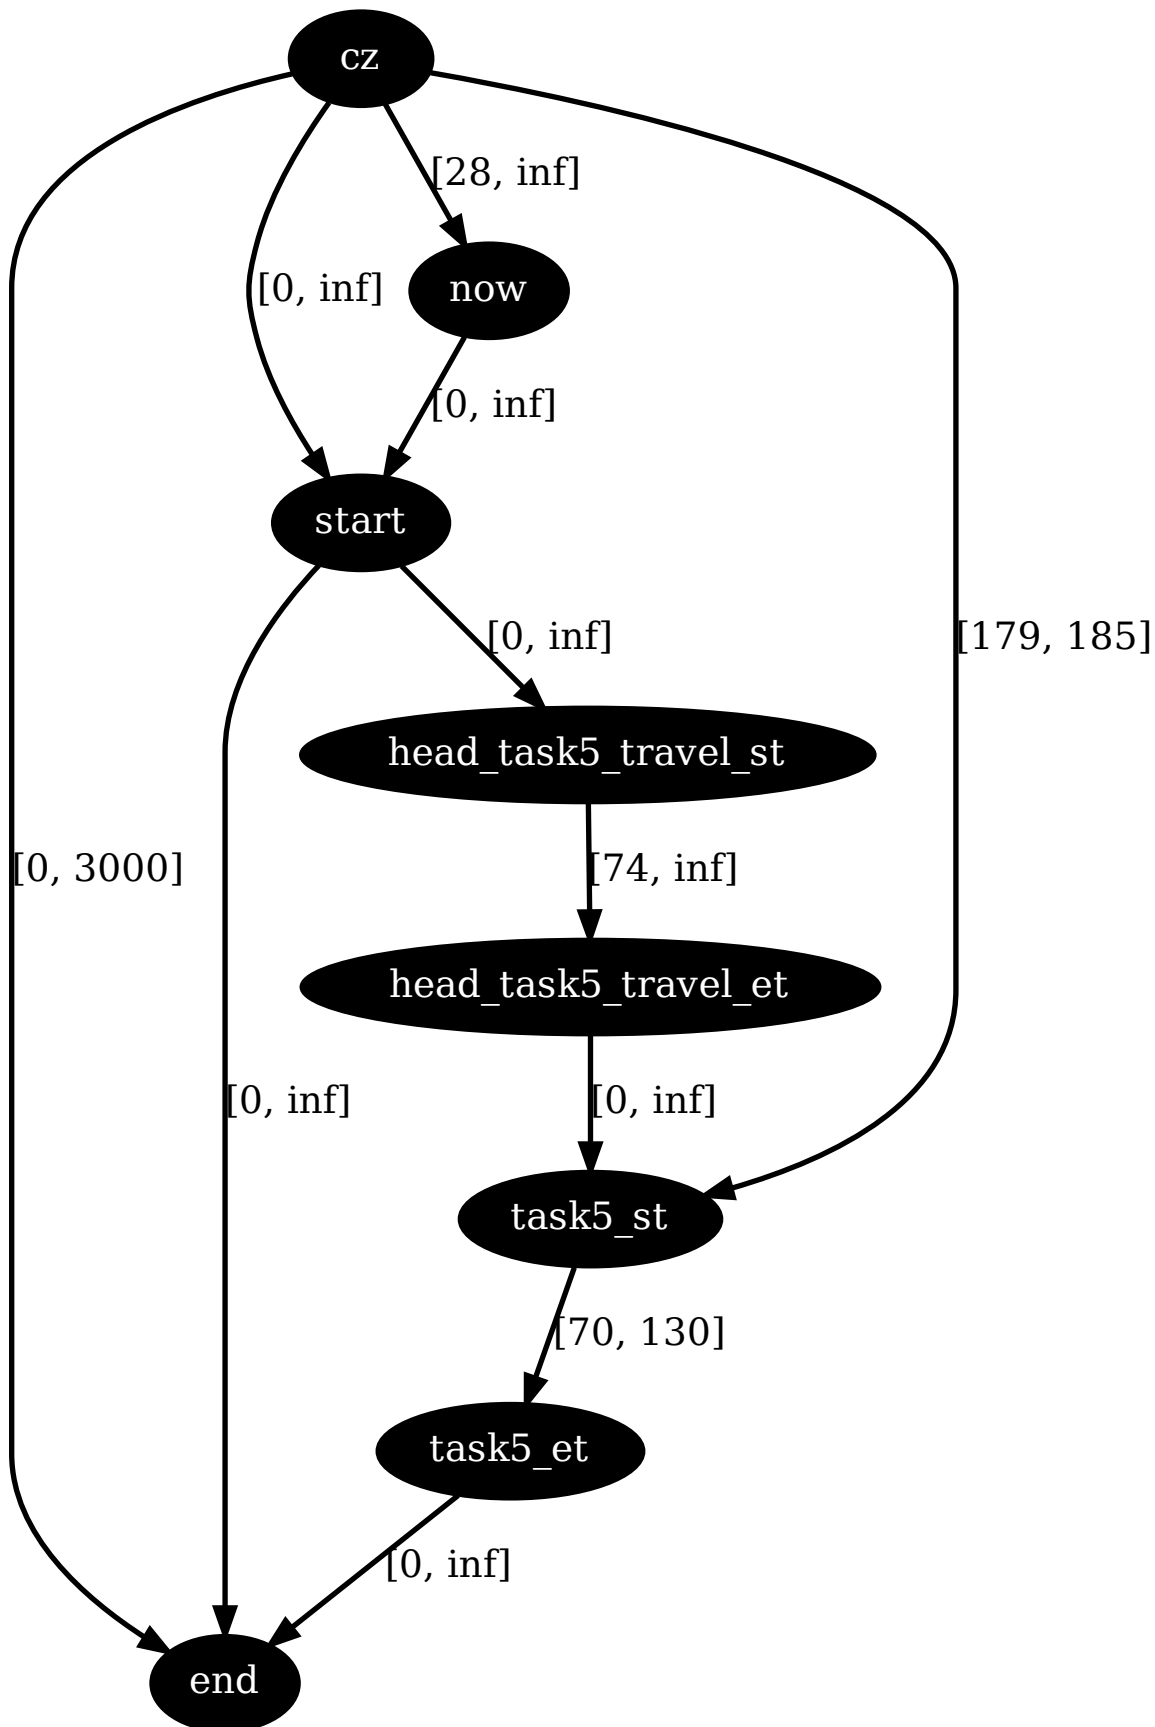 cz
[28, inf]
[0, inf]
now
[0, inf]
start
[0, inf]
[179, 185]
head_task5_travel_st
[0, 3000]
[74, inf]
head_task5_travel_et
[0, inf]
[0, inf]
task5_st
[70, 130]
task5_et
[0, inf]
end